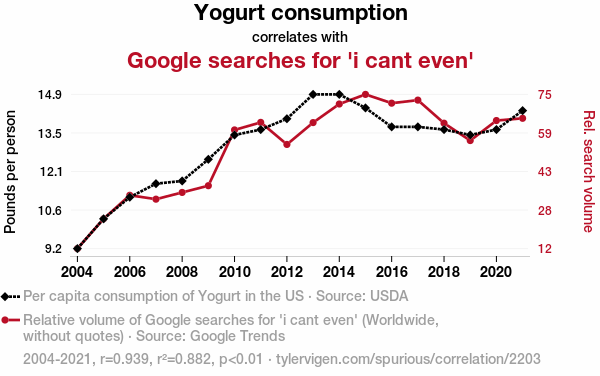 Yogurt consumption
correlates with
Google searches for 'i cant even'
Pounds per person
14.9
13.5
12.1
10.6
9.2
75
59
43
28
12
Rel. search volume
2004 2006 2008 2010 2012 2014 2016 2018 2020
Per capita consumption of Yogurt in the US · Source: USDA
Relative volume of Google searches for 'i cant even' (Worldwide,
without quotes) · Source: Google Trends
2004-2021, r=0.939, r²=0.882, p<0.01 · tylervigen.com/spurious/correlation/2203